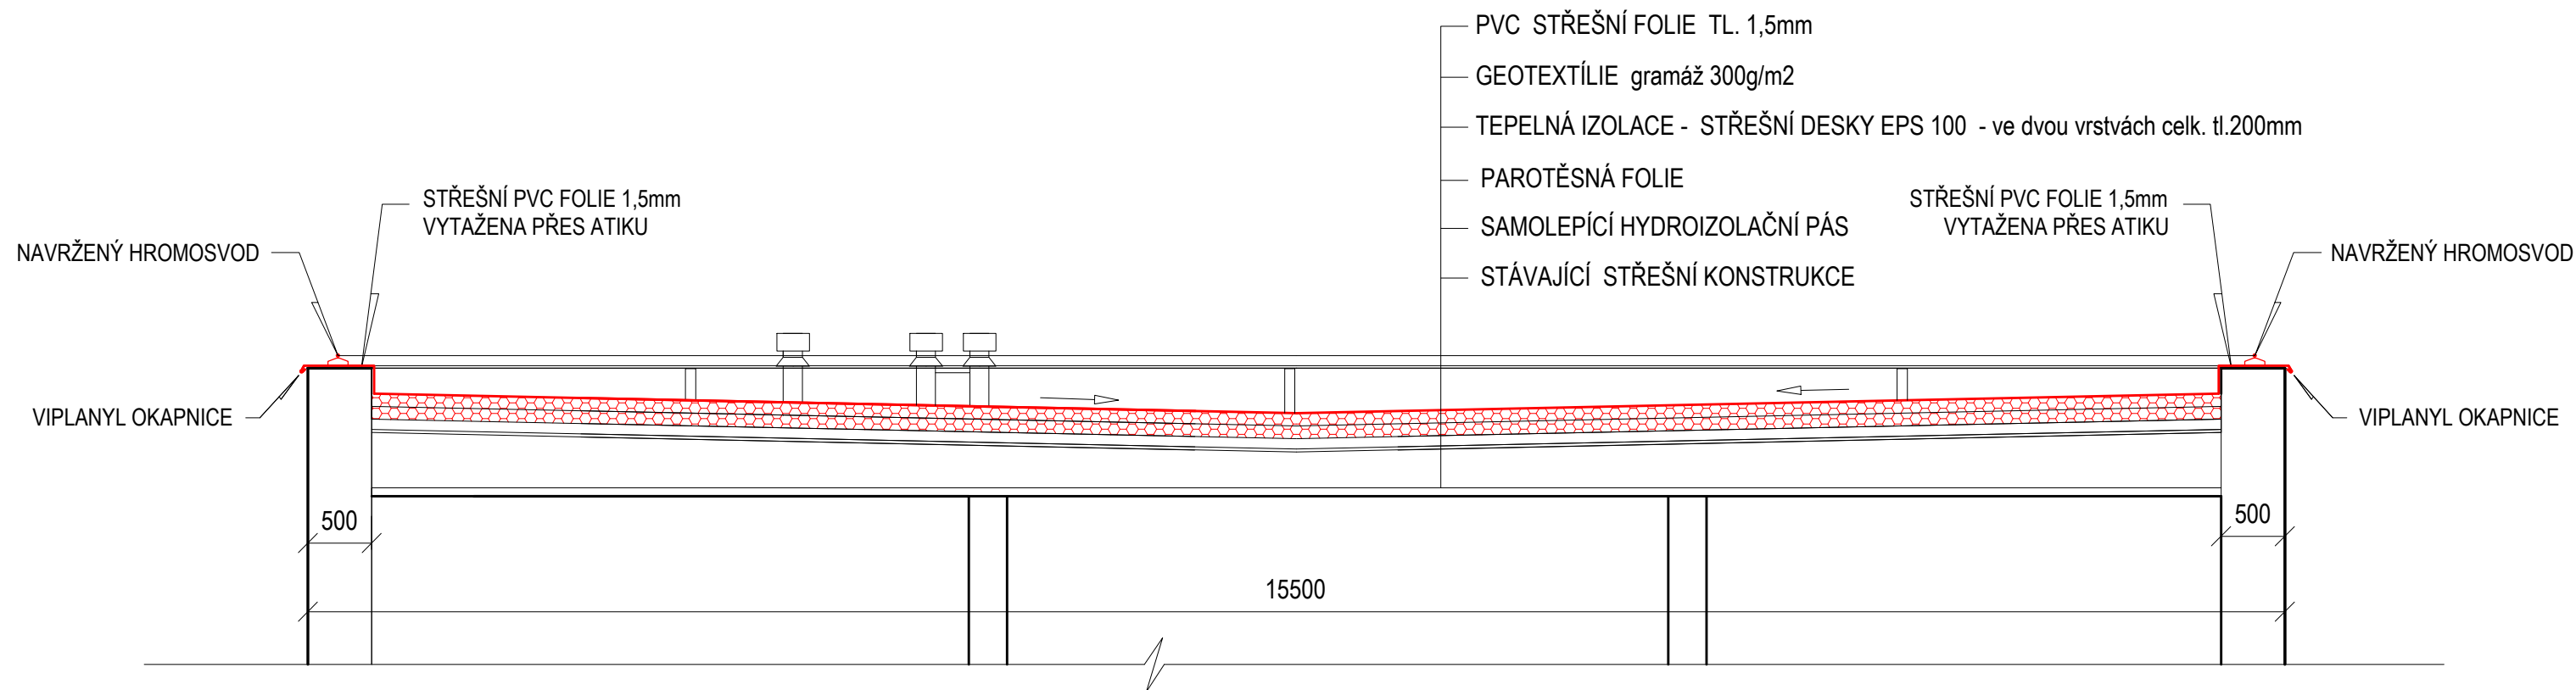 PVC STŘEŠNÍ FOLIE TL. 1,5mm
GEOTEXTÍLIE gramáž 300g/m2
TEPELNÁ IZOLACE - STŘEŠNÍ DESKY EPS 100 - ve dvou vrstvách celk. tl.200mm
PAROTĚSNÁ FOLIE
SAMOLEPÍCÍ HYDROIZOLAČNÍ PÁS
STÁVAJÍCÍ STŘEŠNÍ KONSTRUKCE
STŘEŠNÍ PVC FOLIE 1,5mm
VYTAŽENA PŘES ATIKU
NAVRŽENÝ HROMOSVOD
VIPLANYL OKAPNICE
STŘEŠNÍ PVC FOLIE 1,5mm
VYTAŽENA PŘES ATIKU
NAVRŽENÝ HROMOSVOD
VIPLANYL OKAPNICE
500
500
15500